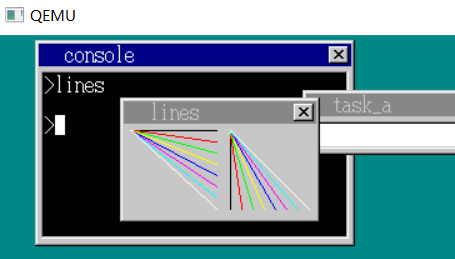 QEMU
console
>lines
>
lines
task_a